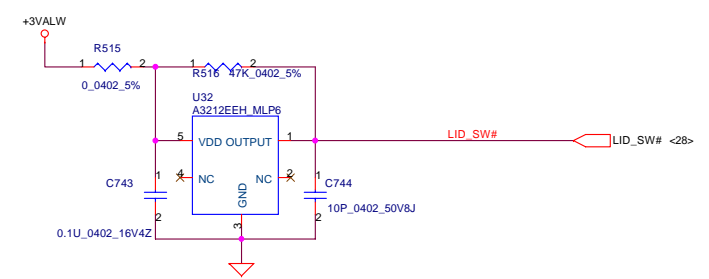 +3VALW
R515
1 2
0_0402_5%
1 2
R516 47K_0402_5%
U32
A3212EEH_MLP6
5 VDD OUTPUT 1
LID_SW#
LID_SW# <28>
4 NC NC 2
GND
3
C743
1
2
0.1U_0402_16V4Z
C744
1
2
10P_0402_50V8J